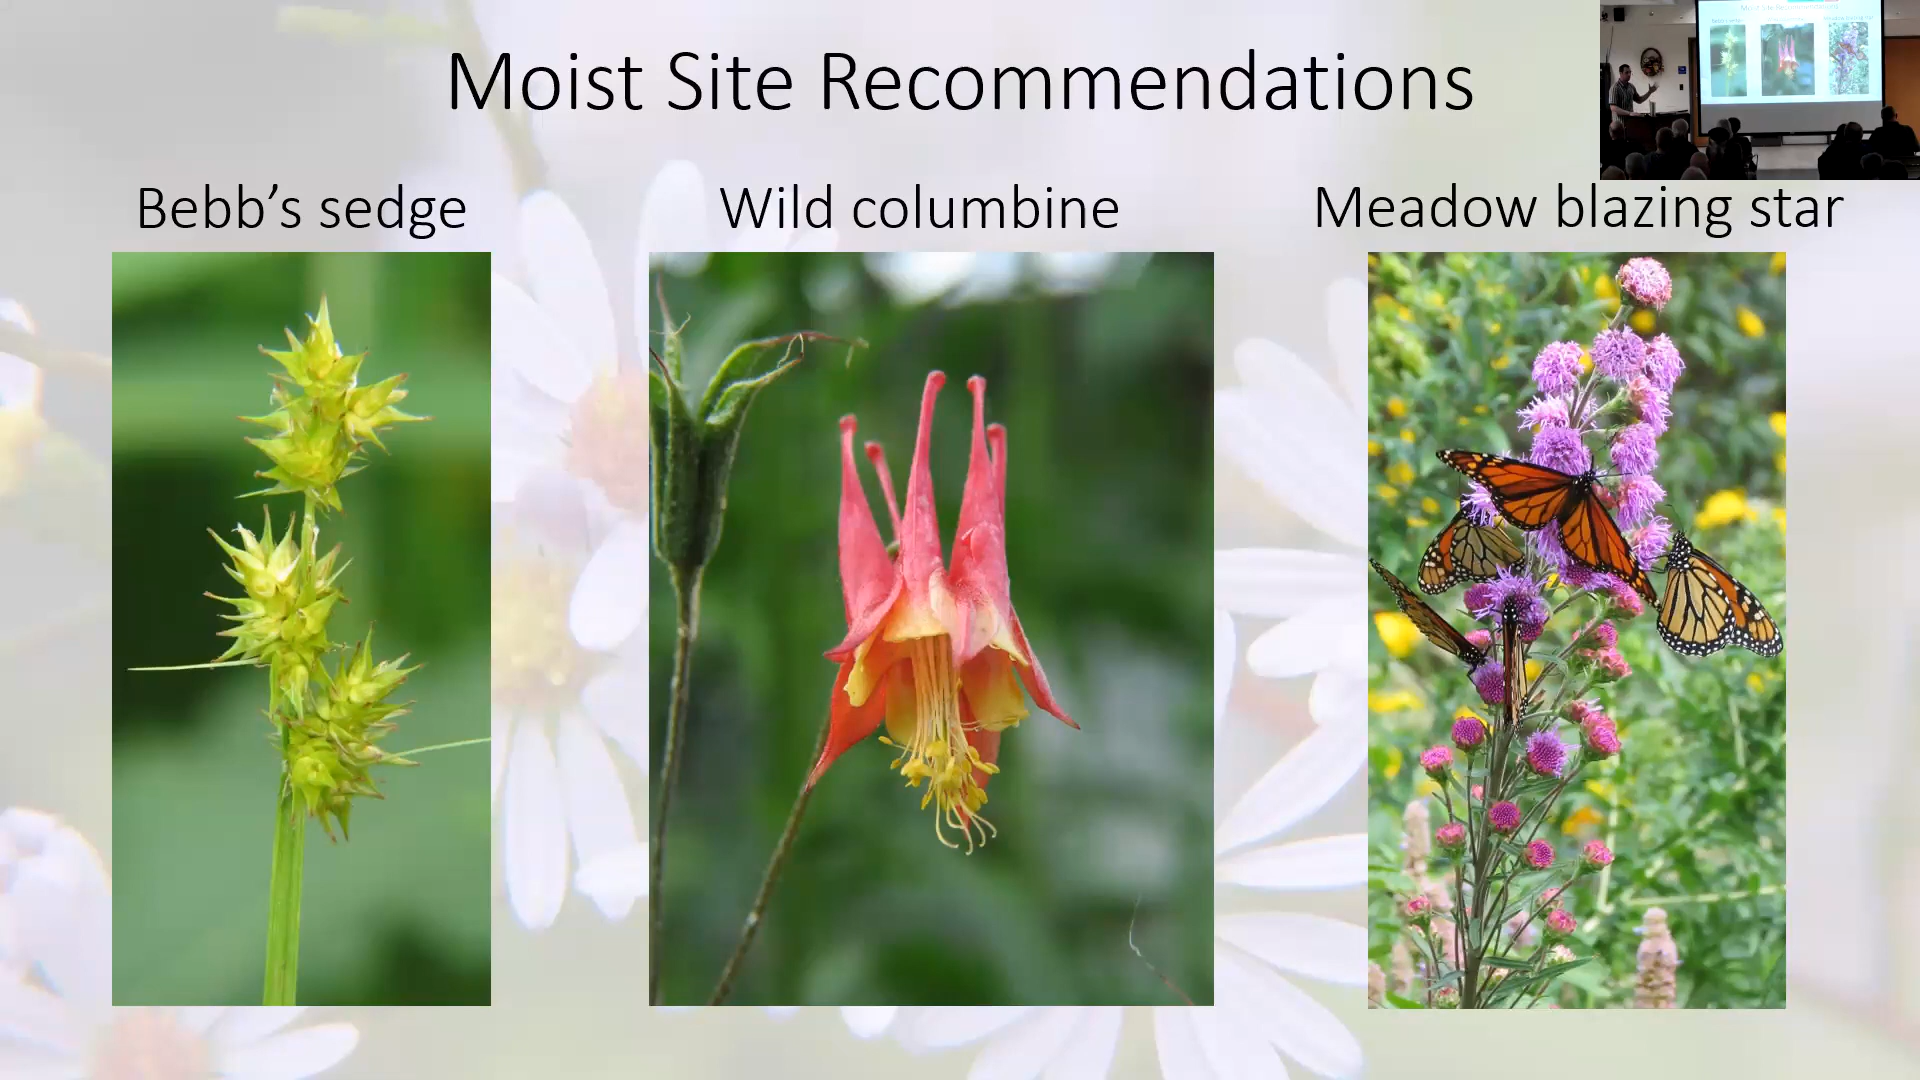 Moist Site Recommendations
Bebb’s sedge
Wild columbine
Meadow blazing star